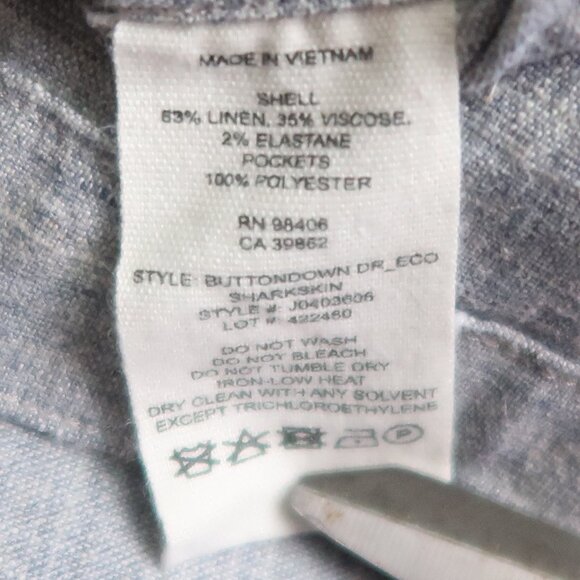 MADE IN VIETNAM
SHELL
63% LINEN, 35% VISCOSE,
2% ELASTANE
POCKETS
100% POLYESTER
RN 98406
CA 39862
STYLE: BUTTONDOWN DR_ECO
SHARKSKIN
STYLE #: J0403606
LOT #: 422460
DO NOT WASH
DO NOT BLEACH
DO NOT TUMBLE DRY
IRON-LOW HEAT
DRY CLEAN WITH ANY SOLVENT
EXCEPT TRICHLOROETHYLENE
P